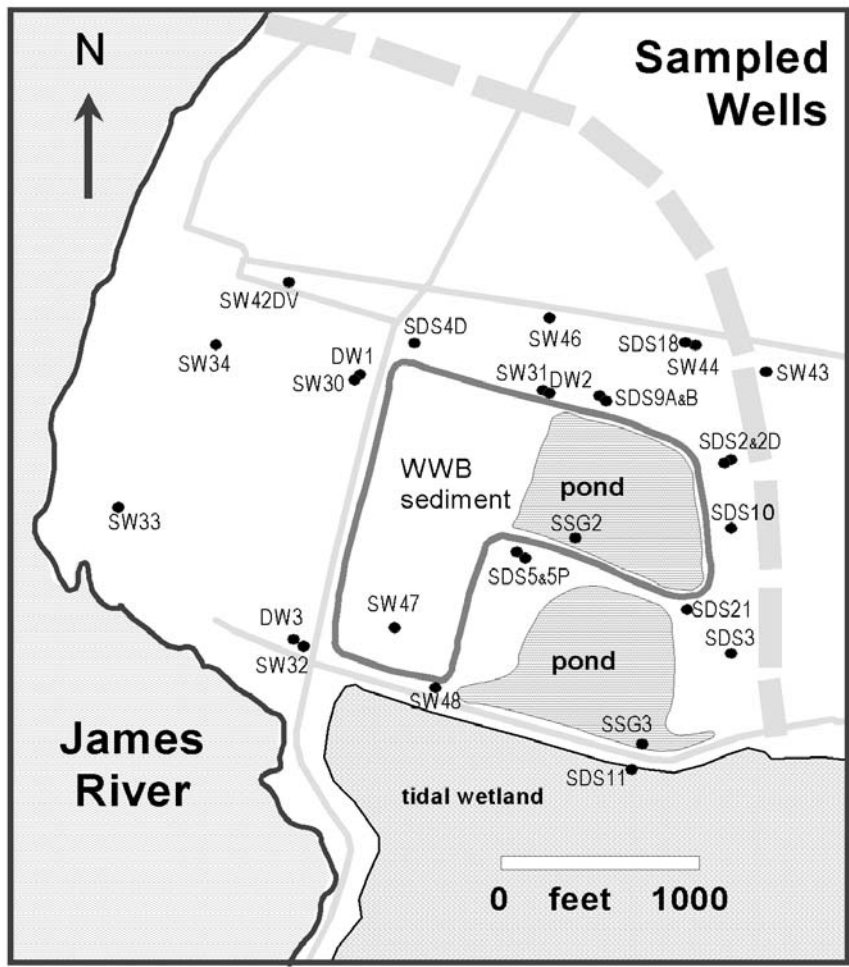 N
Sampled
Wells
SW42DV
SDS4D
SW46
SDS18
SW44
SW34
DW1
SW30
SW31
DW2
SW43
SDS9A&B
SDS2&2D
WWB
sediment
pond
SW33
SSG2
SDS10
SDS5&5P
SW47
SDS21
DW3
SW32
pond
SDS3
SW48
SSG3
James
River
SDS11
tidal wetland
0 feet 1000